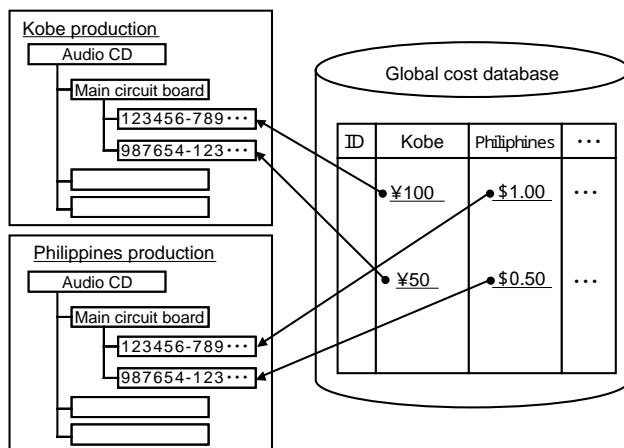 Kobe production
Audio CD
Main circuit board
123456-789･･･
987654-123･･･
Philippines production
Audio CD
Main circuit board
123456-789･･･
987654-123･･･
Global cost database
ID Kobe Philiphines ･･･
¥100 $1.00 ･･･
¥50 $0.50 ･･･